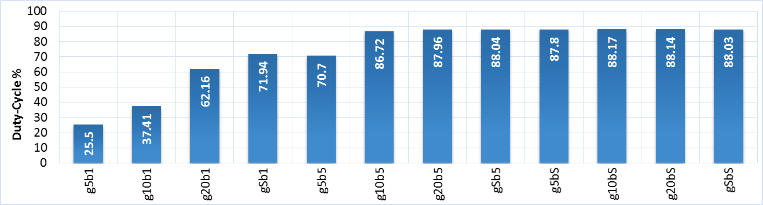 Duty-Cycle %
100
90
80
70
60
50
40
30
20
10
0
25.5
37.41
62.16
71.94
70.7
86.72
87.96
88.04
87.8
88.17
88.14
88.03
g5b1
g10b1
g20b1
gSb1
g5b5
g10b5
g20b5
gSb5
g5bS
g10bS
g20bS
gSbS